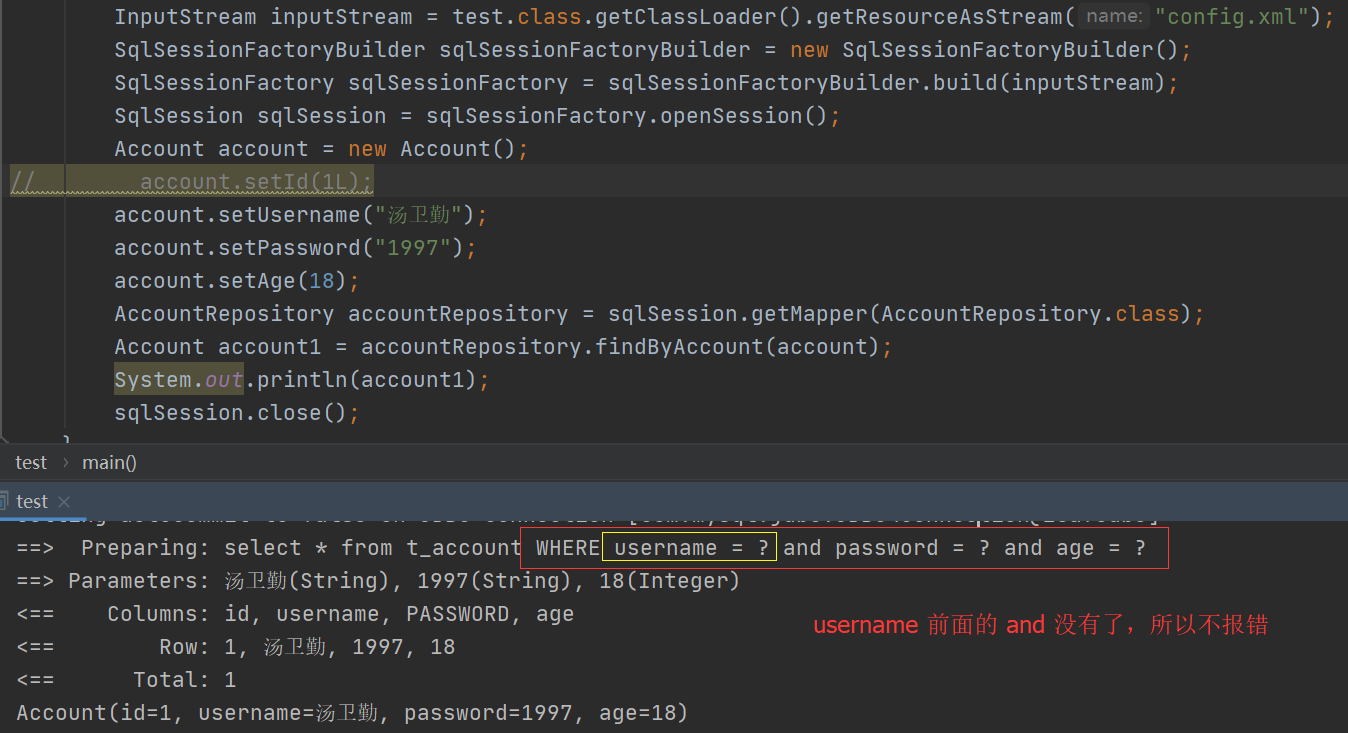 InputStream inputStream = test.class.getClassLoader().getResourceAsStream( name: "config.xml");
SqlSessionFactoryBuilder sqlSessionFactoryBuilder = new SqlSessionFactoryBuilder();
SqlSessionFactory sqlSessionFactory = sqlSessionFactoryBuilder.build(inputStream);
SqlSession sqlSession = sqlSessionFactory.openSession();
Account account = new Account();
// account.setId(1L);
account.setUsername("汤卫勤");
account.setPassword("1997");
account.setAge(18);
AccountRepository accountRepository = sqlSession.getMapper(AccountRepository.class);
Account account1 = accountRepository.findByAccount(account);
System.out.println(account1);
sqlSession.close();
}
test › main()
test ×
==> Preparing: select * from t_account WHERE username = ? and password = ? and age = ?
==> Parameters: 汤卫勤(String), 1997(String), 18(Integer)
<== Columns: id, username, PASSWORD, age
username 前面的 and 没有了，所以不报错
<== Row: 1, 汤卫勤, 1997, 18
<== Total: 1
Account(id=1, username=汤卫勤, password=1997, age=18)